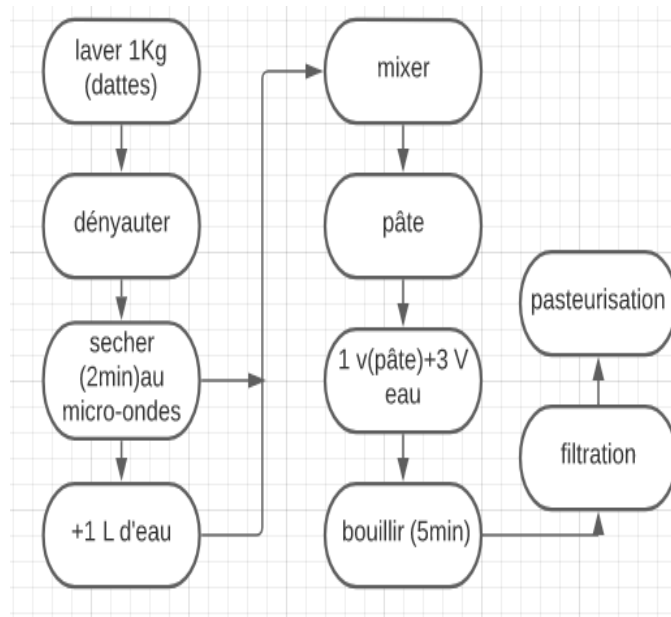 laver 1Kg
(dattes)
dényauter
secher
(2min)au
micro-ondes
+1 L d'eau
mixer
pâte
1 v(pâte)+3 V
eau
bouillir (5min)
filtration
pasteurisation